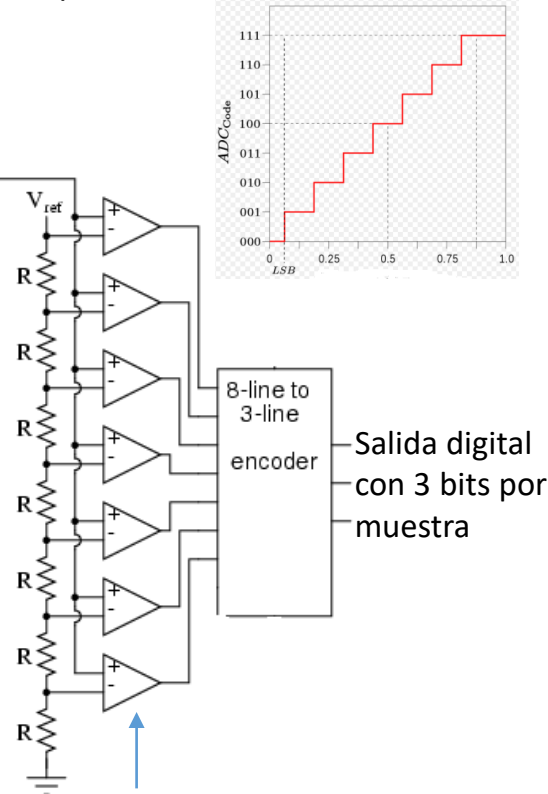 111
110
101
100
011
010
001
000
ADC_Code
0 0.25 0.5 0.75 1.0
LSB
V_ref
R
R
R
R
R
R
R
+
-
+
-
+
-
+
-
+
-
+
-
+
-
8-line to
3-line
encoder
Salida digital
con 3 bits por
muestra